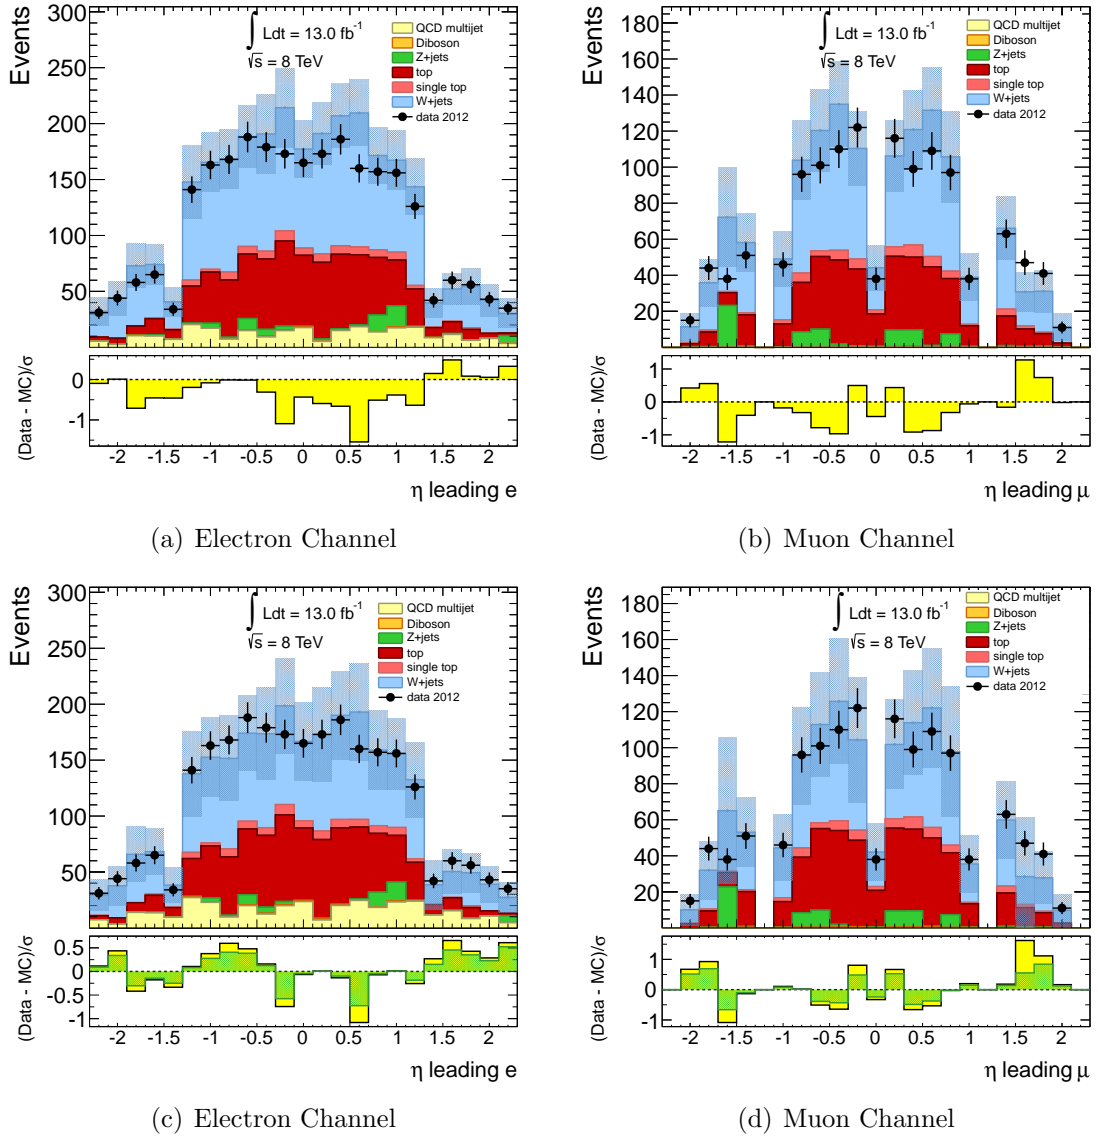 Events
300
250
200
150
100
50
∫ Ldt = 13.0 fb⁻¹
√s = 8 TeV
QCD multijet
Diboson
Z+jets
top
single top
W+jets
data 2012
(Data - MC)/σ
0
-1
-2 -1.5 -1 -0.5 0 0.5 1 1.5 2
η leading e
(a) Electron Channel
Events
180
160
140
120
100
80
60
40
20
∫ Ldt = 13.0 fb⁻¹
√s = 8 TeV
QCD multijet
Diboson
Z+jets
top
single top
W+jets
data 2012
(Data - MC)/σ
1
0
-1
-2 -1.5 -1 -0.5 0 0.5 1 1.5 2
η leading μ
(b) Muon Channel
Events
300
250
200
150
100
50
∫ Ldt = 13.0 fb⁻¹
√s = 8 TeV
QCD multijet
Diboson
Z+jets
top
single top
W+jets
data 2012
(Data - MC)/σ
0.5
0
-0.5
-1
-2 -1.5 -1 -0.5 0 0.5 1 1.5 2
η leading e
(c) Electron Channel
Events
180
160
140
120
100
80
60
40
20
∫ Ldt = 13.0 fb⁻¹
√s = 8 TeV
QCD multijet
Diboson
Z+jets
top
single top
W+jets
data 2012
(Data - MC)/σ
1
0
-1
-2 -1.5 -1 -0.5 0 0.5 1 1.5 2
η leading μ
(d) Muon Channel